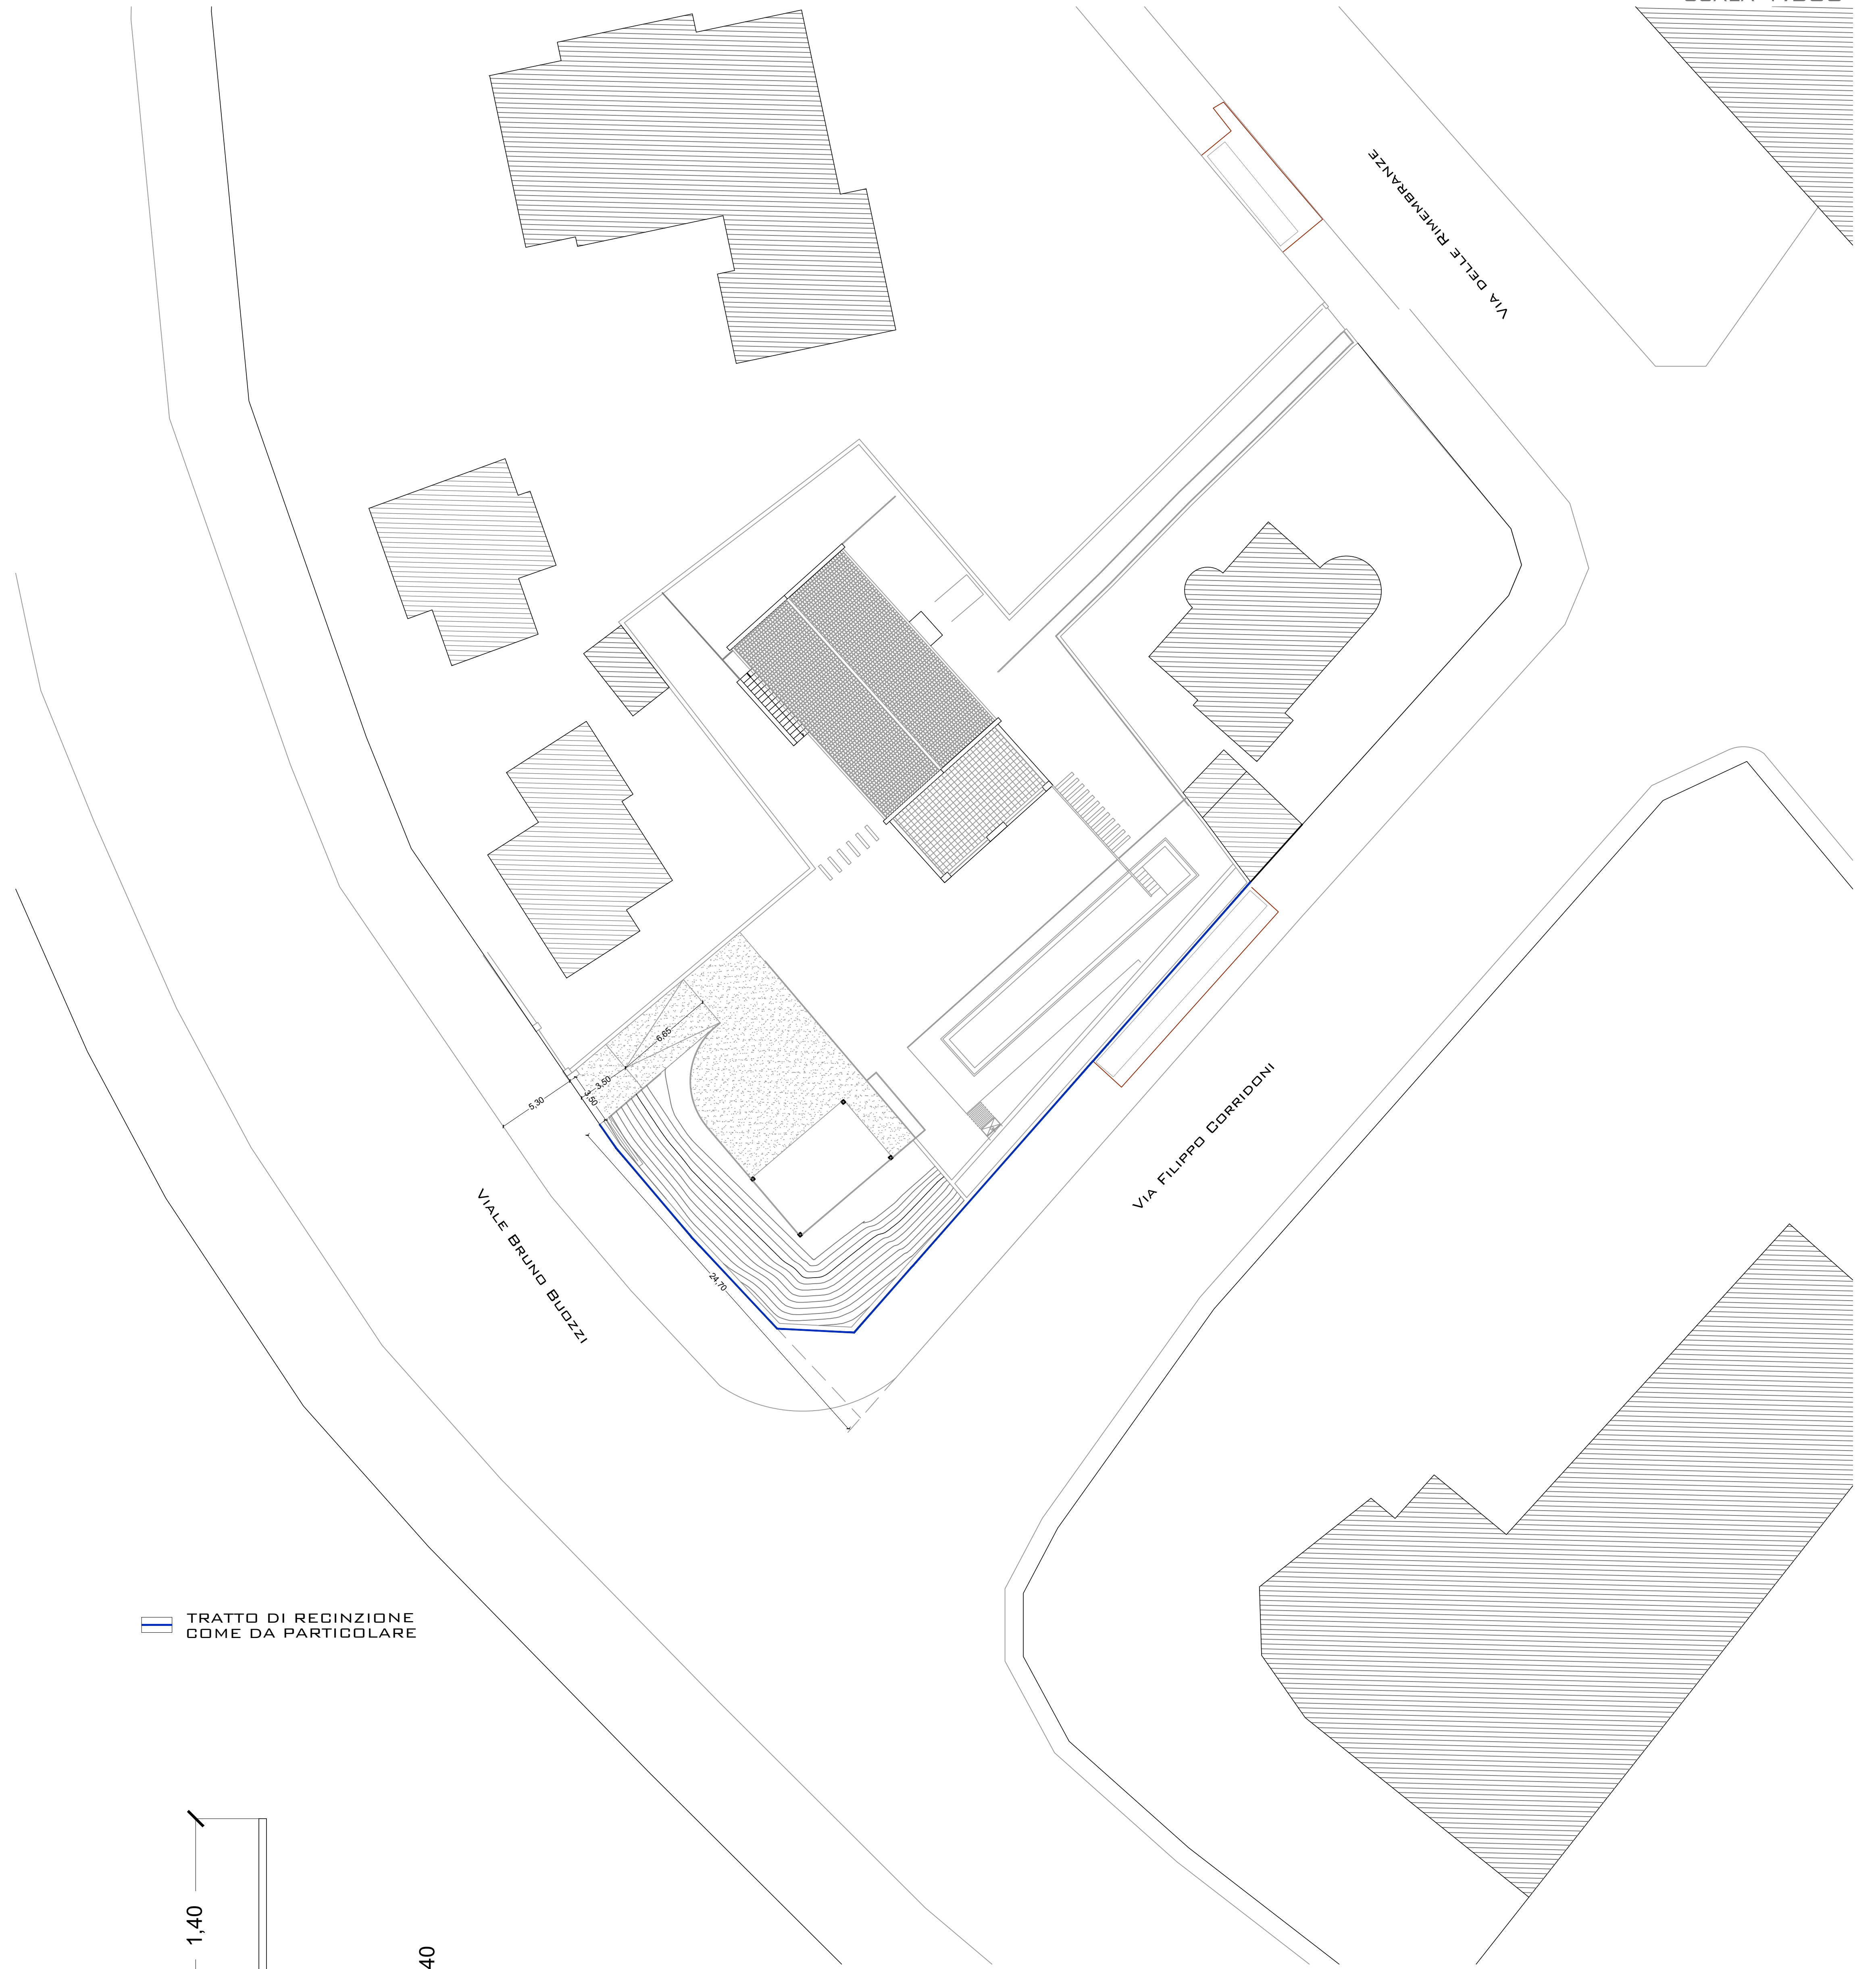 VIA DELLE RIMEMBRANZE
6,65
3,50
3,50
5,30
VIA FILIPPO CORRIDONI
VIALE BRUNO BUOZZI
24,70
TRATTO DI RECINZIONE
COME DA PARTICOLARE
1,40
40